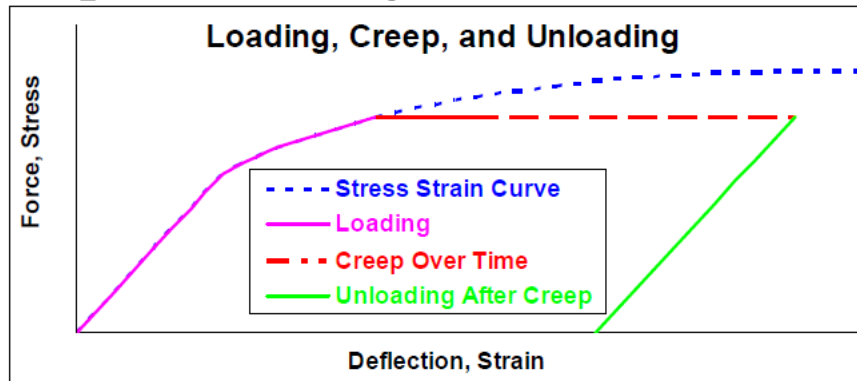 Loading, Creep, and Unloading
Force, Stress
Stress Strain Curve
Loading
Creep Over Time
Unloading After Creep
Deflection, Strain